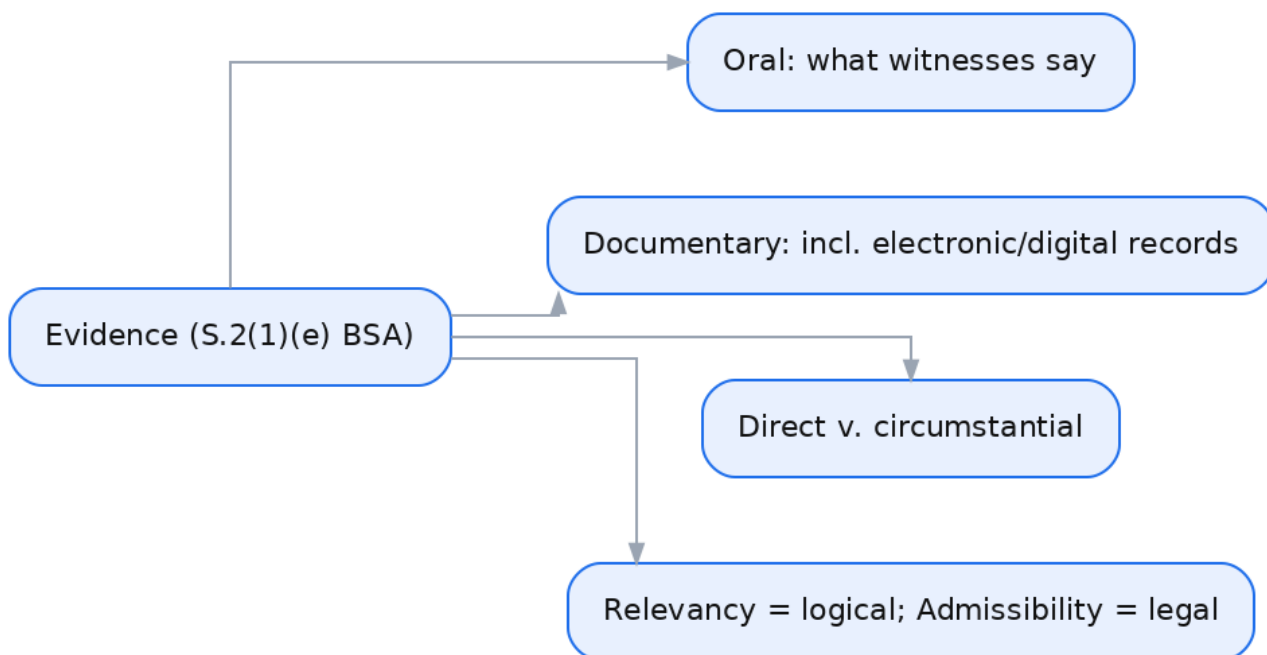 Oral: what witnesses say
Documentary: incl. electronic/digital records
Evidence (S.2(1)(e) BSA)
Direct v. circumstantial
Relevancy = logical; Admissibility = legal